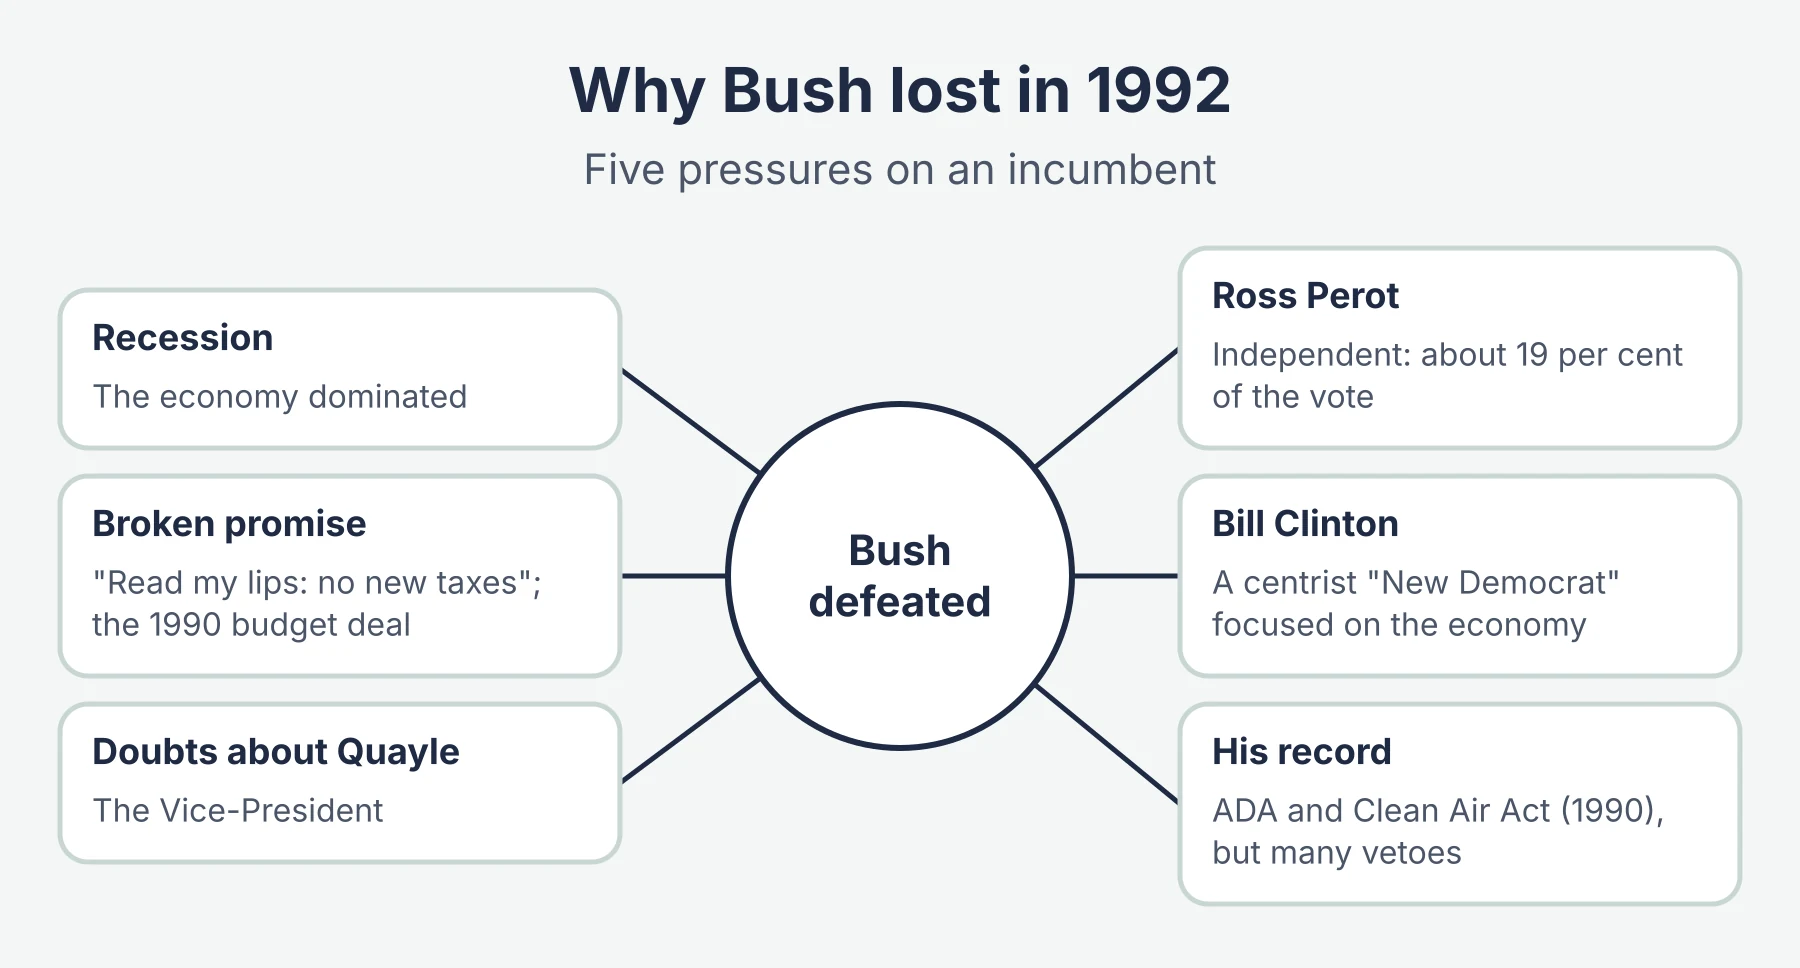 Why Bush lost in 1992
Five pressures on an incumbent
Recession
The economy dominated
Broken promise
"Read my lips: no new taxes";
the 1990 budget deal
Doubts about Quayle
The Vice-President
Bush
defeated
Ross Perot
Independent: about 19 per cent
of the vote
Bill Clinton
A centrist "New Democrat"
focused on the economy
His record
ADA and Clean Air Act (1990),
but many vetoes